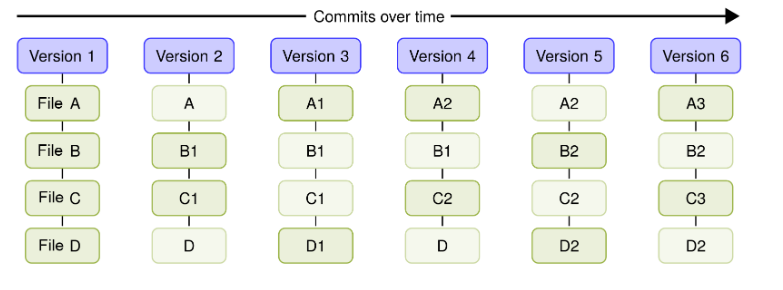 Commits over time
Version 1 Version 2 Version 3 Version 4 Version 5 Version 6
File A A A1 A2 A2 A3
File B B1 B1 B1 B2 B2
File C C1 C1 C2 C2 C3
File D D D1 D D2 D2